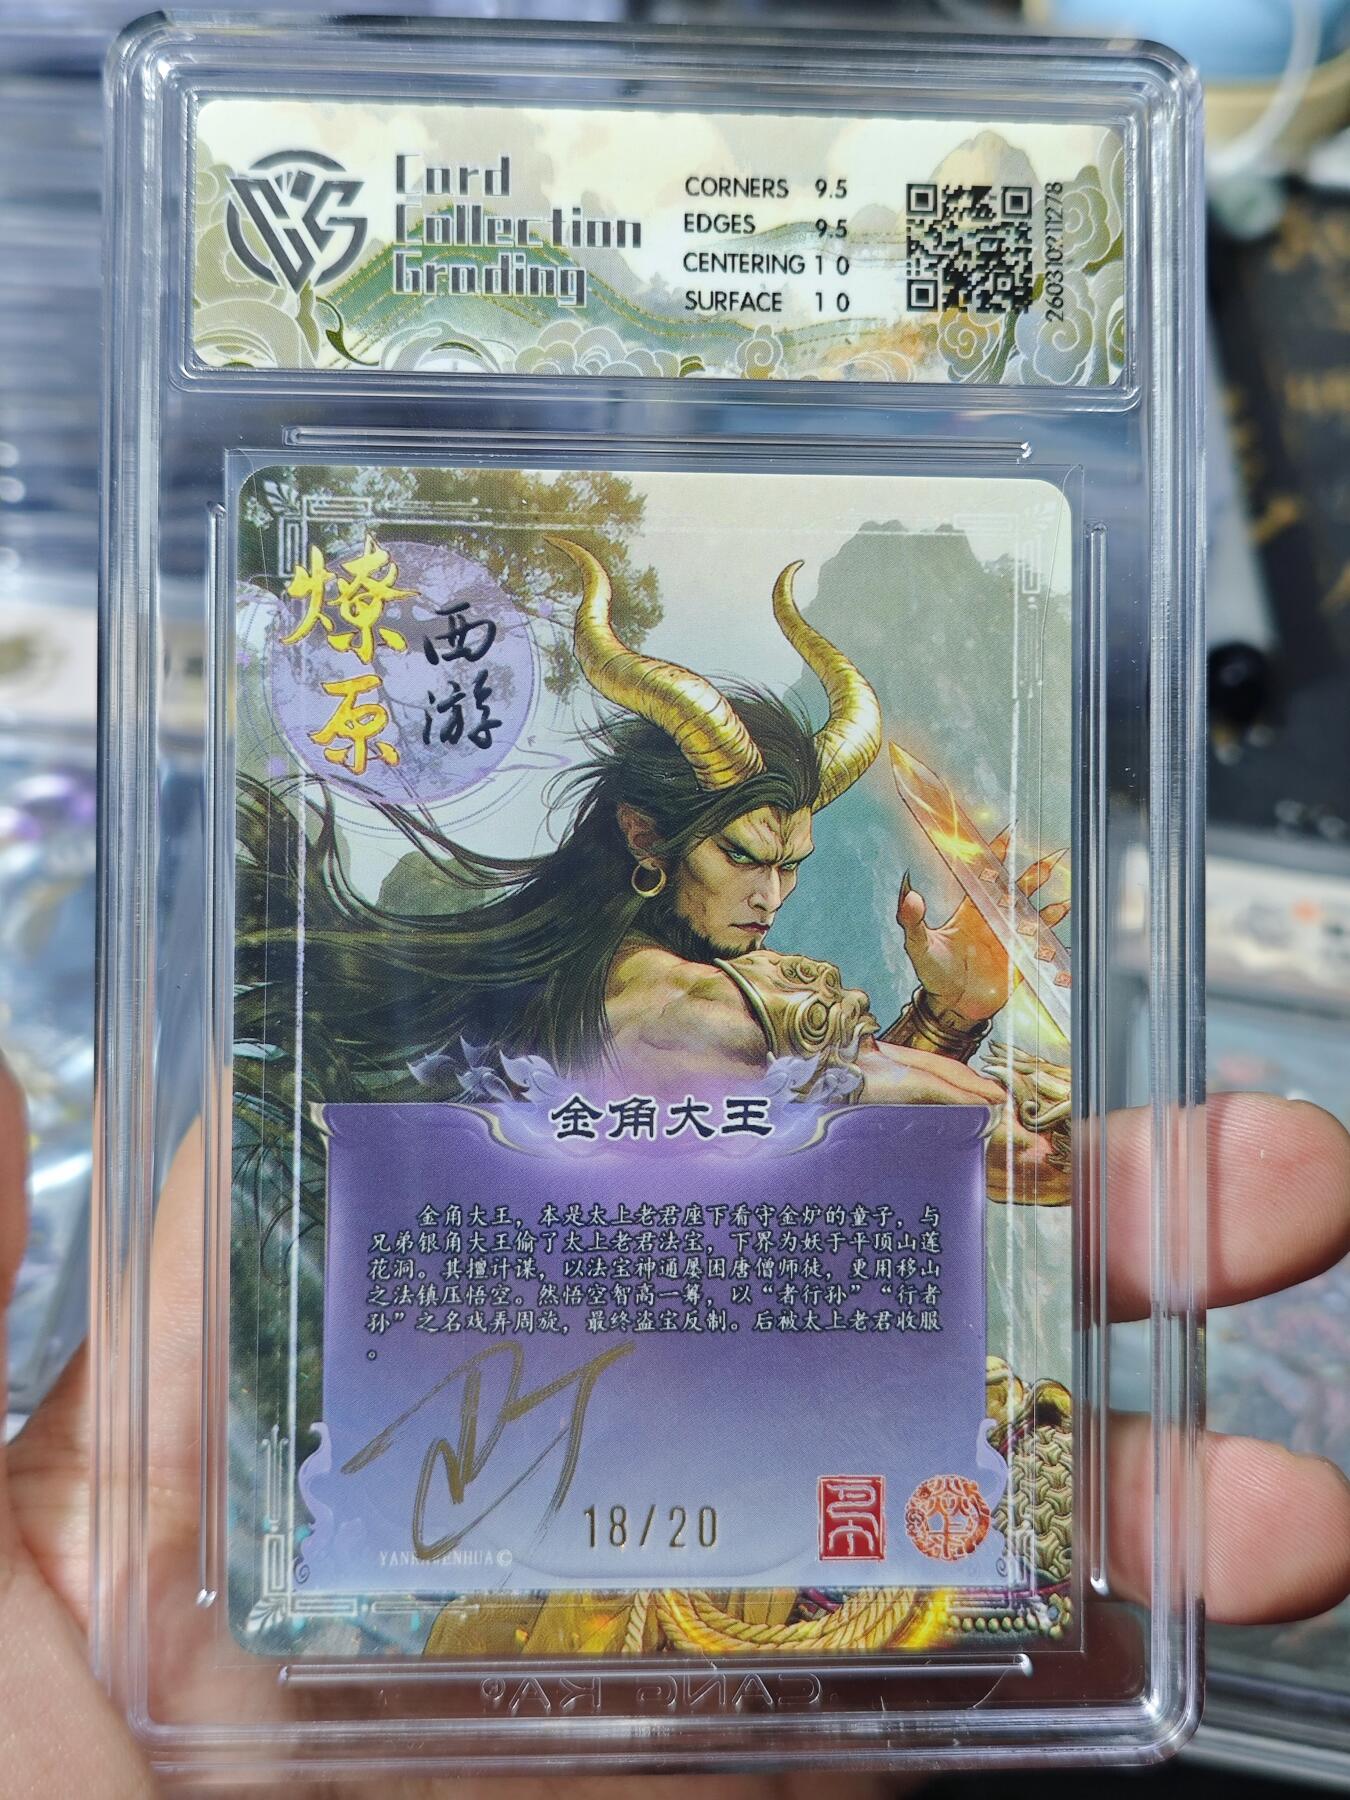 Card
Collection
Grading
CORNERS 9.5
EDGES 9.5
CENTERING 10
SURFACE 10
260310211278
燎原
西游
金角大王
金角大王，本是太上老君座下看守金炉的童子，与
兄弟银角大王偷了太上老君法宝，下界为妖于平顶山莲
花洞。其擅计谋，以法宝神通屡困唐僧师徒，更用移山
之法镇压悟空。然悟空智高一筹，以“者行孙”“行者
孙”之名戏弄周旋，最终盗宝反制。后被太上老君收服
。
18/20